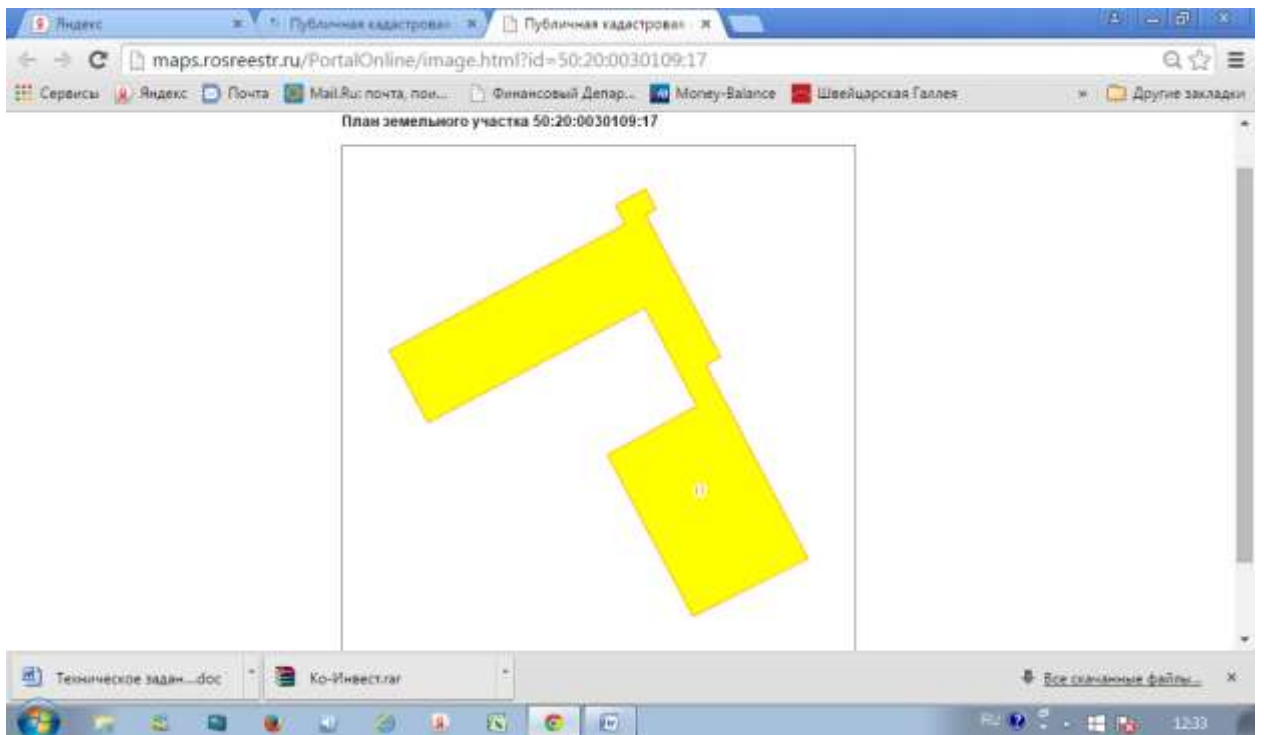 Яндекс
Публичная кадастровая
Публичная кадастровая
maps.rosreestr.ru/PortalOnline/image.html?id=50:20:0030109:17
Сервисы Яндекс Почта Mail.Ru: почта, пои... Финансовый Депар... Money-Balance Швейцарская Галлея » Другие закладки
План земельного участка 50:20:0030109:17
Техническое задан....doc Ко-Инвест.rar Все скачанные файлы...
RU 12:33